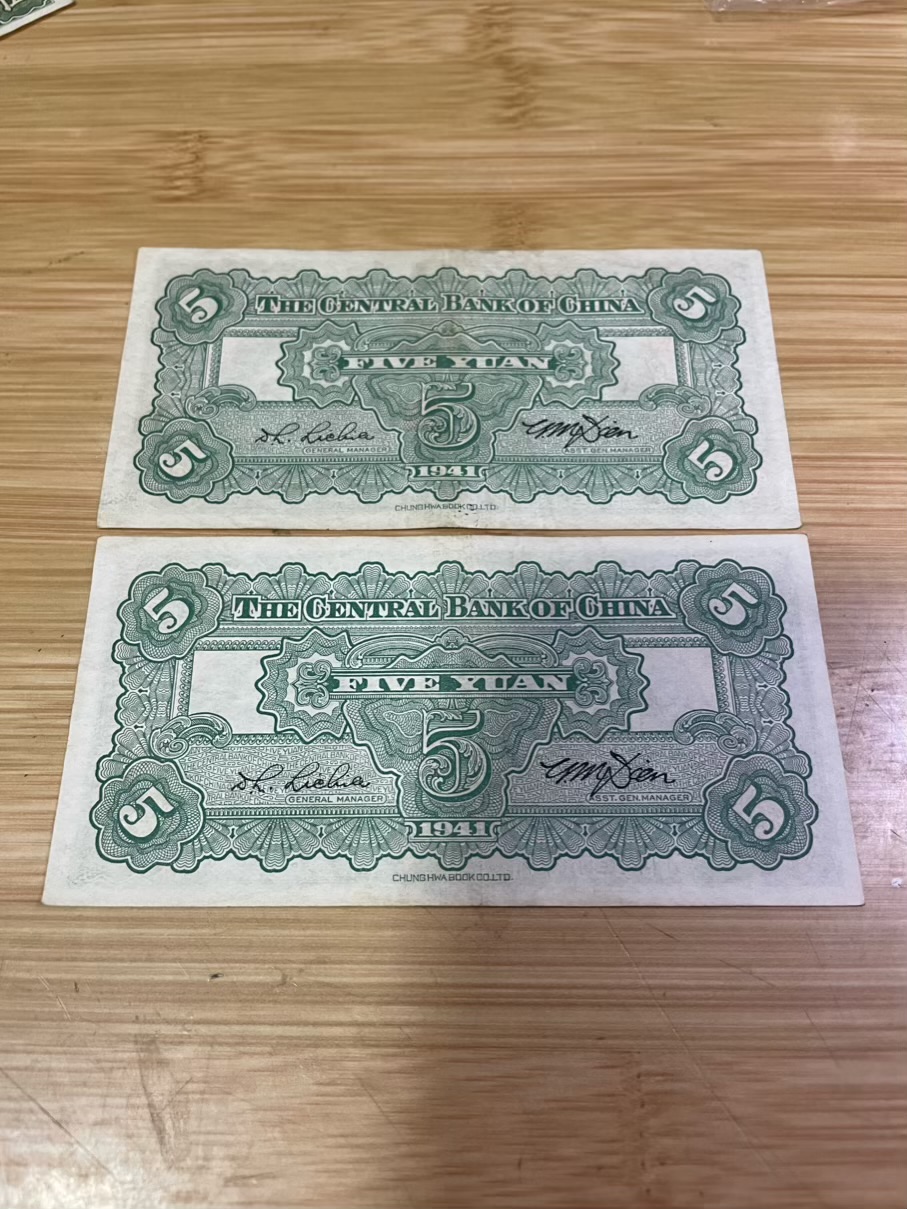 5 THE CENTRAL BANK OF CHINA 5
FIVE YUAN
5
GENERAL MANAGER
ASST. GEN. MANAGER
5 1941 5
CHUNG HWA BOOK CO. LTD.
5 THE CENTRAL BANK OF CHINA 5
FIVE YUAN
5
GENERAL MANAGER
ASST. GEN. MANAGER
5 1941 5
CHUNG HWA BOOK CO. LTD.